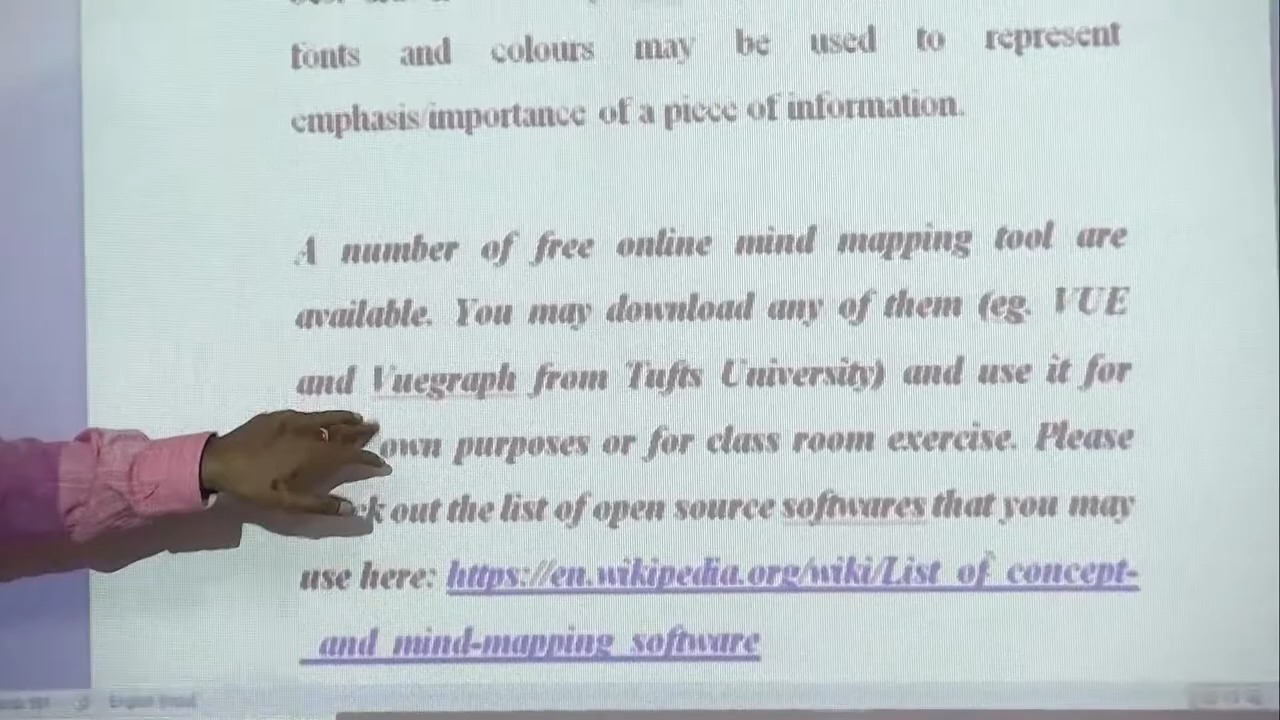 fonts and colours may be used to represent
emphasis/importance of a piece of information.
A number of free online mind mapping tool are
available. You may download any of them (eg. VUE
and Vuegraph from Tufts University) and use it for
own purposes or for class room exercise. Please
out the list of open source softwares that you may
use here: https://en.wikipedia.org/wiki/List_of_concept-
_and_mind-mapping_software